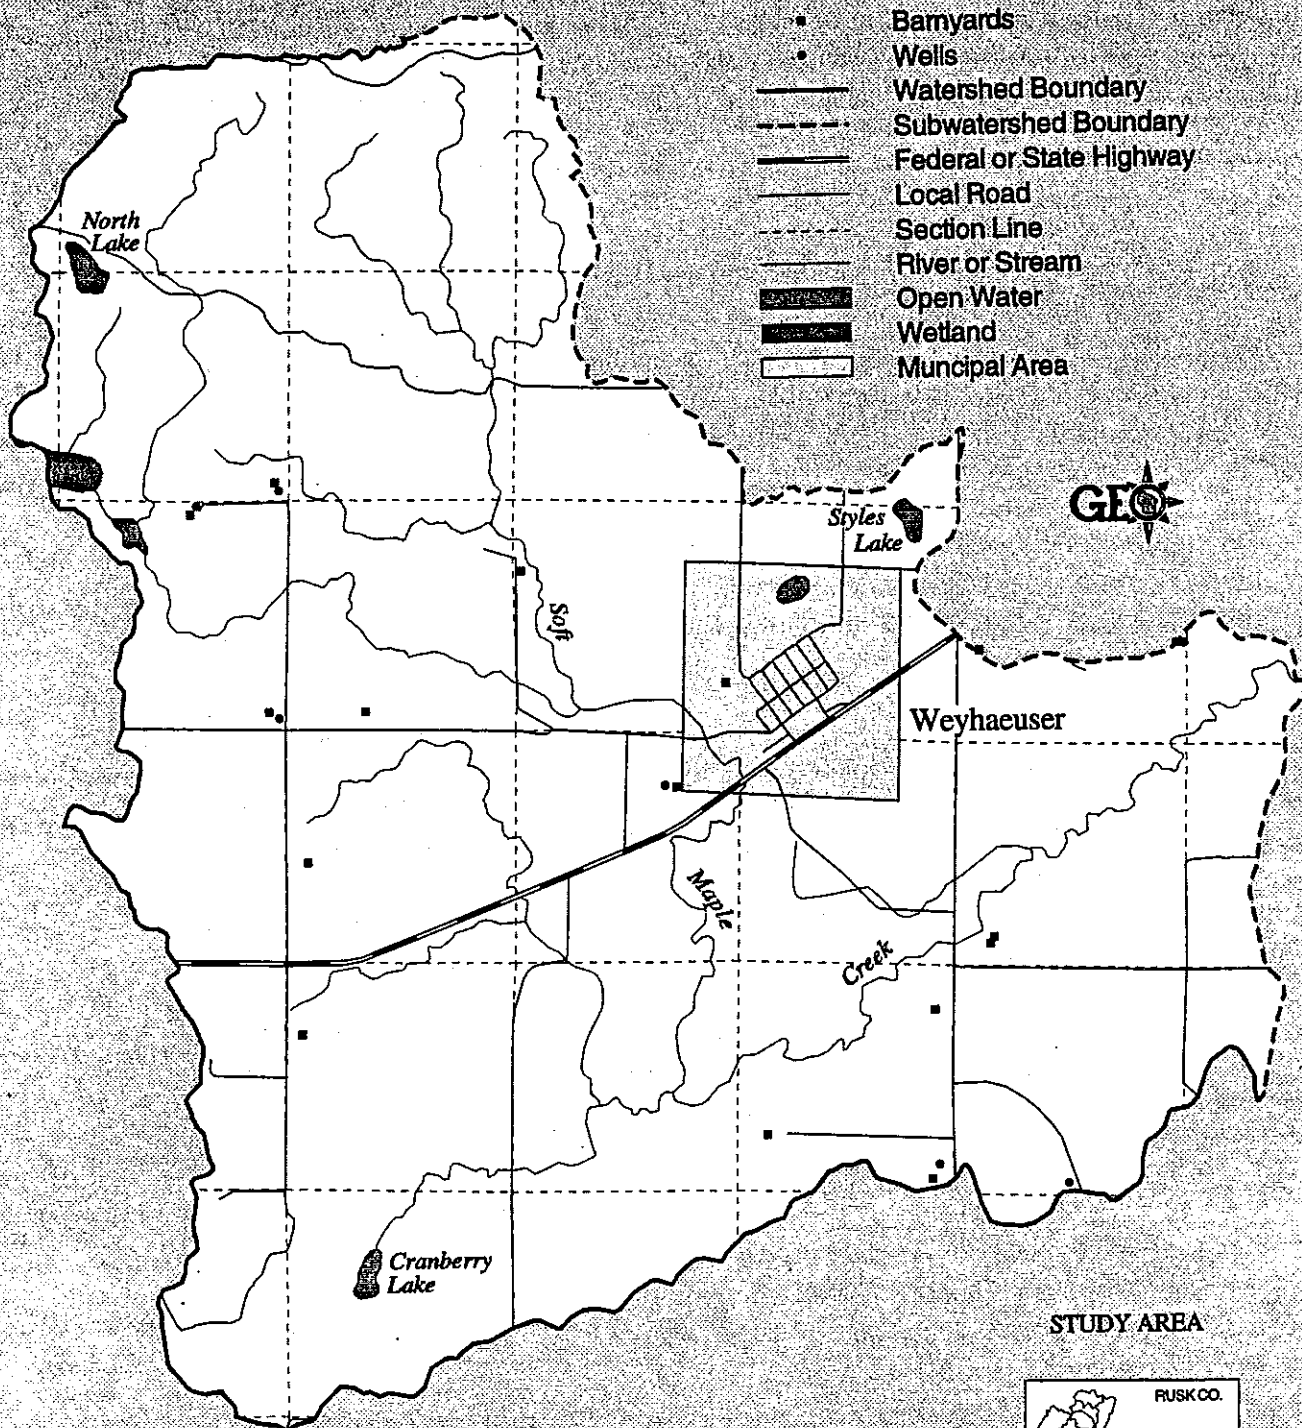 Barnyards
Wells
Watershed Boundary
Subwatershed Boundary
Federal or State Highway
Local Road
Section Line
River or Stream
Open Water
Wetland
Muncipal Area
North
Lake
GEO
Styles
Lake
Soft
Weyhaeuser
Maple
Creek
Cranberry
Lake
STUDY AREA
RUSK CO.